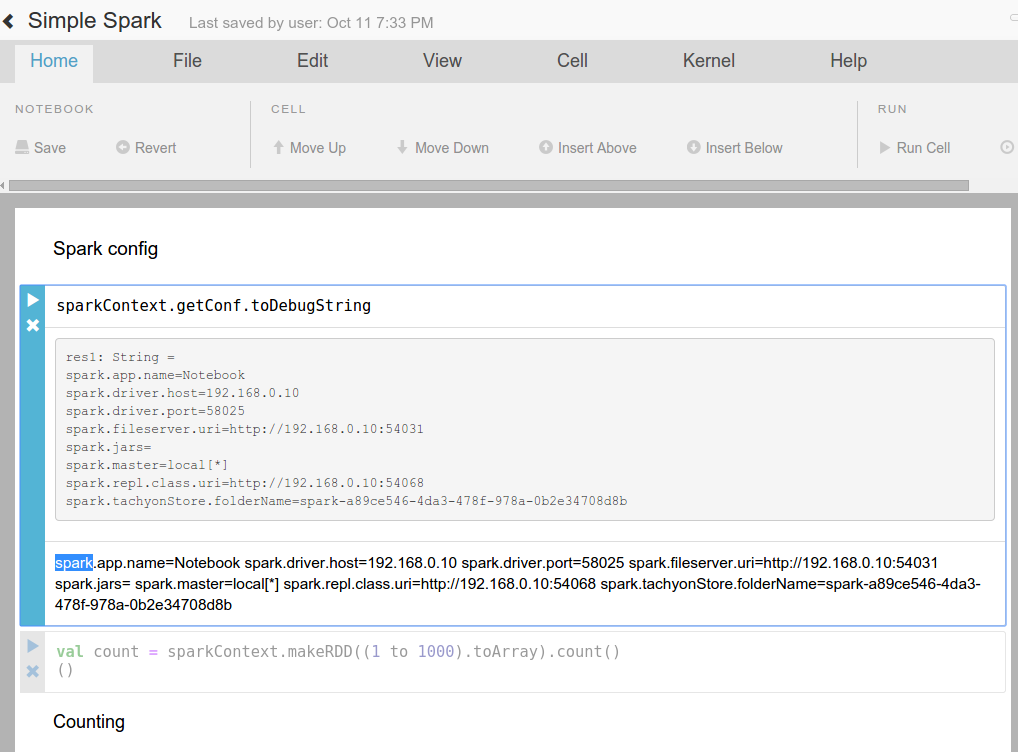 Simple Spark Last saved by user: Oct 11 7:33 PM
Home File Edit View Cell Kernel Help
NOTEBOOK CELL RUN
Save Revert Move Up Move Down Insert Above Insert Below Run Cell
Spark config
sparkContext.getConf.toDebugString
res1: String =
spark.app.name=Notebook
spark.driver.host=192.168.0.10
spark.driver.port=58025
spark.fileserver.uri=http://192.168.0.10:54031
spark.jars=
spark.master=local[*]
spark.repl.class.uri=http://192.168.0.10:54068
spark.tachyonStore.folderName=spark-a89ce546-4da3-478f-978a-0b2e34708d8b
spark.app.name=Notebook spark.driver.host=192.168.0.10 spark.driver.port=58025 spark.fileserver.uri=http://192.168.0.10:54031
spark.jars= spark.master=local[*] spark.repl.class.uri=http://192.168.0.10:54068 spark.tachyonStore.folderName=spark-a89ce546-4da3-
478f-978a-0b2e34708d8b
val count = sparkContext.makeRDD((1 to 1000).toArray).count()
()
Counting